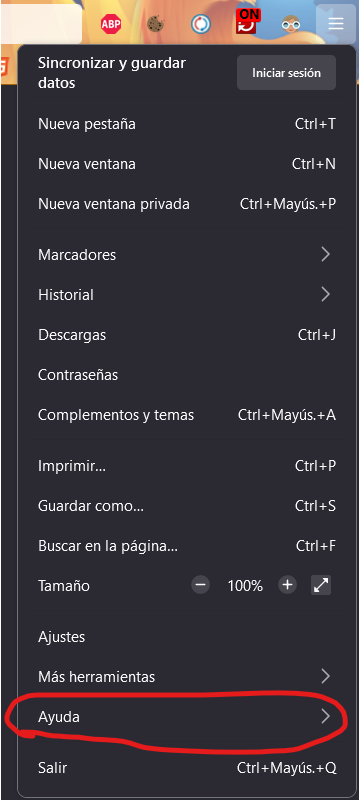 ABP
ON
Sincronizar y guardar
datos
Iniciar sesión
Nueva pestaña Ctrl+T
Nueva ventana Ctrl+N
Nueva ventana privada Ctrl+Mayús.+P
Marcadores
Historial
Descargas Ctrl+J
Contraseñas
Complementos y temas Ctrl+Mayús.+A
Imprimir... Ctrl+P
Guardar como... Ctrl+S
Buscar en la página... Ctrl+F
Tamaño − 100% +
Ajustes
Más herramientas
Ayuda
Salir Ctrl+Mayús.+Q